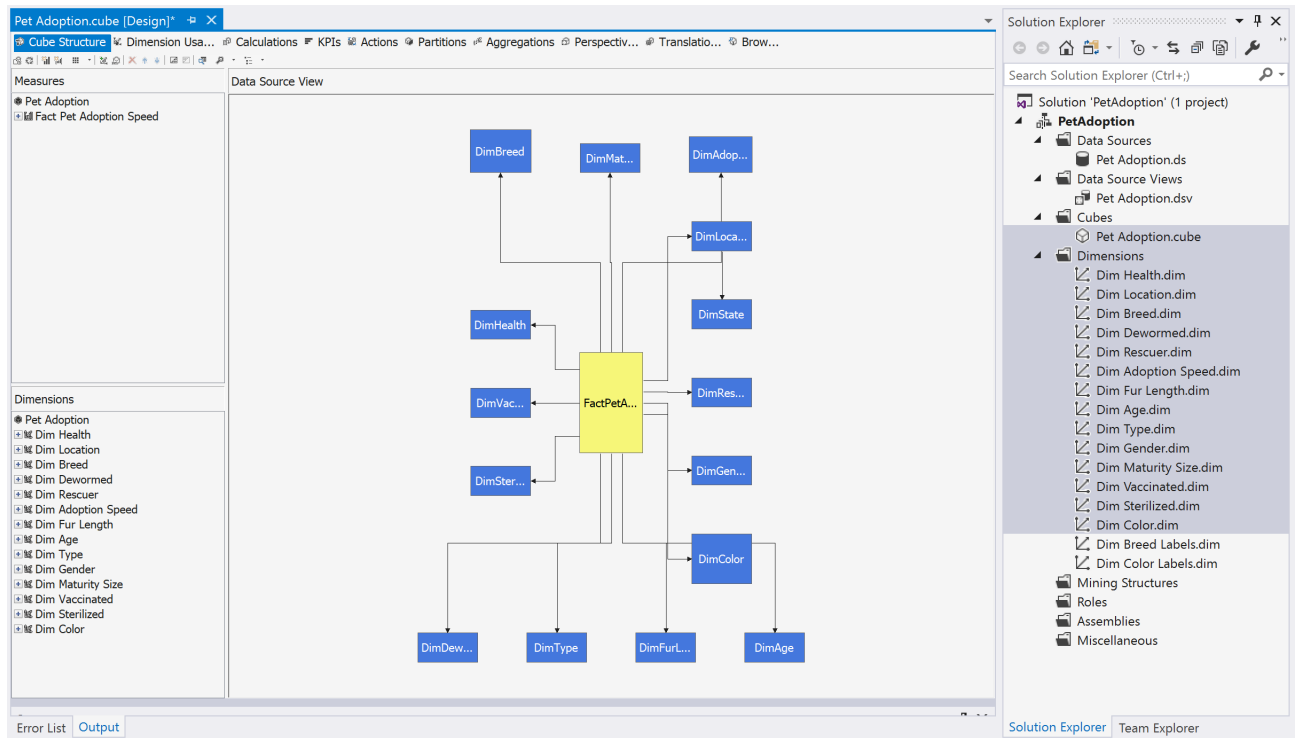 Pet Adoption.cube [Design]*
Cube Structure Dimension Usa... Calculations KPIs Actions Partitions Aggregations Perspectiv... Translatio... Brow...
Measures
Pet Adoption
Fact Pet Adoption Speed
Dimensions
Pet Adoption
Dim Health
Dim Location
Dim Breed
Dim Dewormed
Dim Rescuer
Dim Adoption Speed
Dim Fur Length
Dim Age
Dim Type
Dim Gender
Dim Maturity Size
Dim Vaccinated
Dim Sterilized
Dim Color
Data Source View
DimBreed
DimMat...
DimAdop...
DimLoca...
DimState
DimHealth
DimVac...
FactPetA...
DimRes...
DimSter...
DimGen...
DimColor
DimDew...
DimType
DimFurL...
DimAge
Error List Output
Solution Explorer
Search Solution Explorer (Ctrl+;)
Solution 'PetAdoption' (1 project)
PetAdoption
Data Sources
Pet Adoption.ds
Data Source Views
Pet Adoption.dsv
Cubes
Pet Adoption.cube
Dimensions
Dim Health.dim
Dim Location.dim
Dim Breed.dim
Dim Dewormed.dim
Dim Rescuer.dim
Dim Adoption Speed.dim
Dim Fur Length.dim
Dim Age.dim
Dim Type.dim
Dim Gender.dim
Dim Maturity Size.dim
Dim Vaccinated.dim
Dim Sterilized.dim
Dim Color.dim
Dim Breed Labels.dim
Dim Color Labels.dim
Mining Structures
Roles
Assemblies
Miscellaneous
Solution Explorer Team Explorer